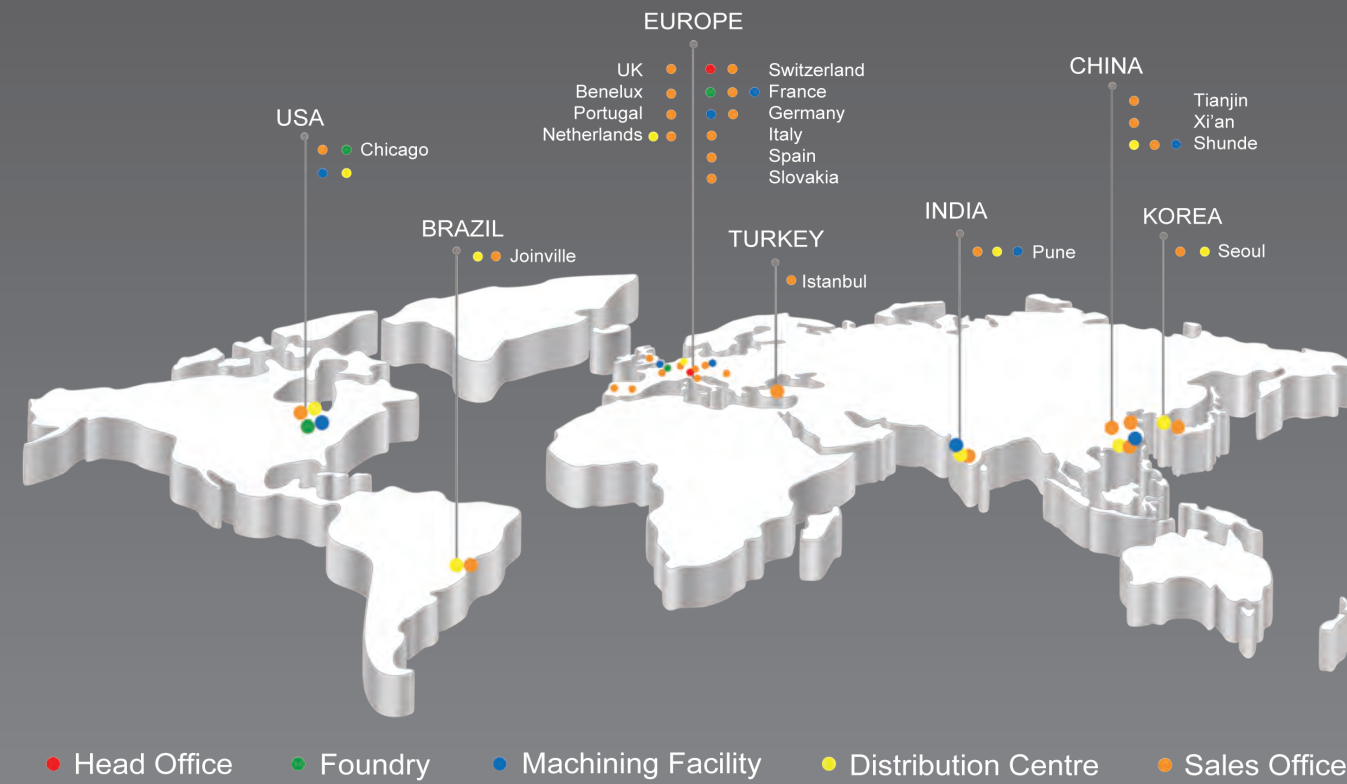 EUROPE
UK
Benelux
Portugal
Netherlands
Switzerland
France
Germany
Italy
Spain
Slovakia
CHINA
Tianjin
Xi'an
Shunde
USA
Chicago
BRAZIL
Joinville
TURKEY
Istanbul
INDIA
Pune
KOREA
Seoul
Head Office
Foundry
Machining Facility
Distribution Centre
Sales Office